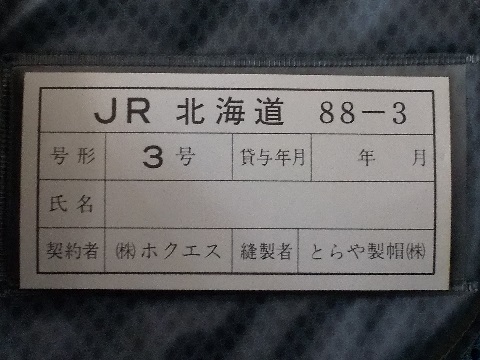 JR 北海道 88-3
号形 3号 貸与年月 年 月
氏名
契約者 ㈱ホクエス 縫製者 とらや製帽㈱